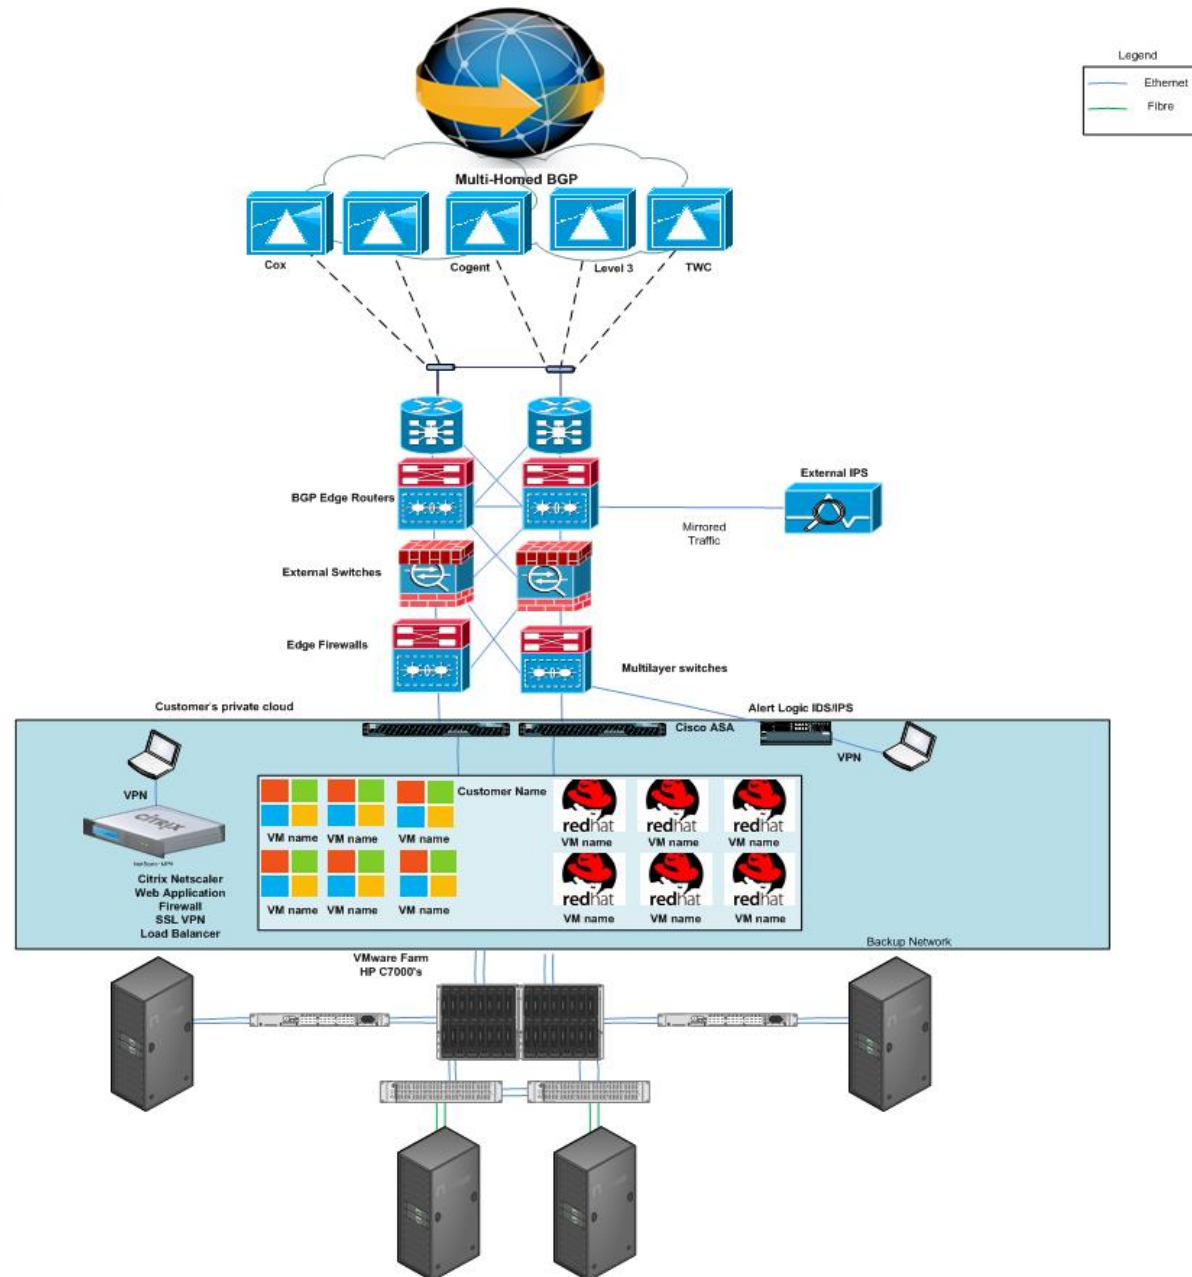 Legend
Ethernet
Fibre
Multi-Homed BGP
Cox
Cogent
Level 3
TWC
External IPS
BGP Edge Routers
Mirrored
Traffic
External Switches
Edge Firewalls
Multilayer switches
Customer's private cloud
Alert Logic IDS/IPS
Cisco ASA
VPN
VPN
Customer Name
redhat
redhat
redhat
VM name
VM name
VM name
VM name
VM name
VM name
CITRIX
Citrix Netscaler
Web Application
Firewall
SSL VPN
Load Balancer
redhat
redhat
redhat
VM name
VM name
VM name
VM name
VM name
VM name
Backup Network
VMware Farm
HP C7000's